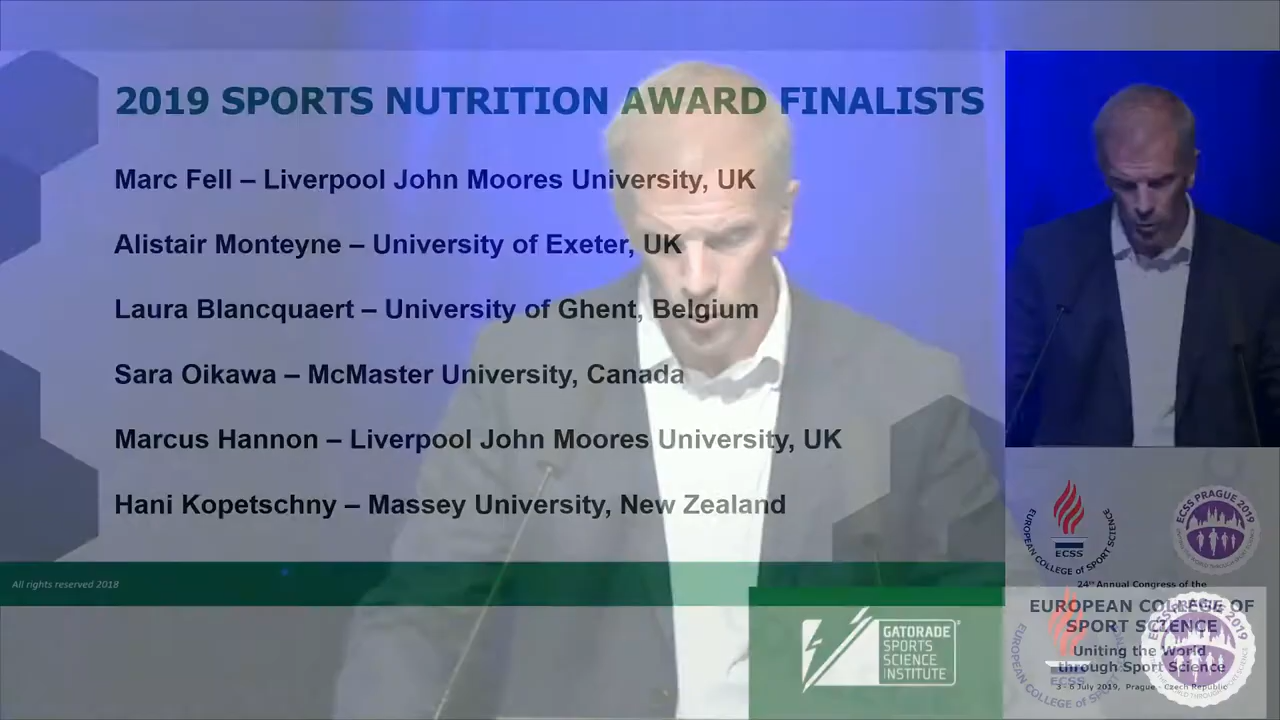 2019 SPORTS NUTRITION AWARD FINALISTS
Marc Fell – Liverpool John Moores University, UK
Alistair Monteyne – University of Exeter, UK
Laura Blancquaert – University of Ghent, Belgium
Sara Oikawa – McMaster University, Canada
Marcus Hannon – Liverpool John Moores University, UK
Hani Kopetschny – Massey University, New Zealand
All rights reserved 2018
GATORADE
SPORTS
SCIENCE
INSTITUTE
EUROPEAN COLLEGE of SPORT SCIENCE
ECSS
ECSS PRAGUE 2019
24th Annual Congress of the
EUROPEAN COLLEGE OF
SPORT SCIENCE
Uniting the World
through Sport Science
3 - 6 July 2019, Prague - Czech Republic
ECSS
ECSS PRAGUE 2019